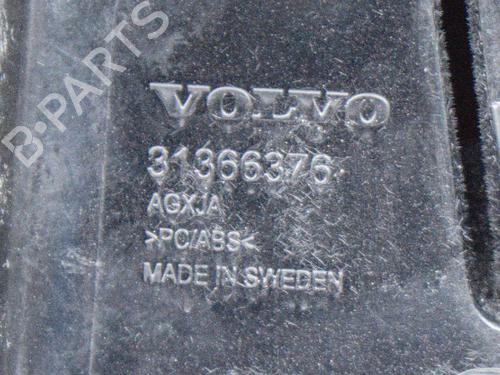 B-PARTS
VOLVO
31366376
AGXJA
>PC/ABS<
MADE IN SWEDEN